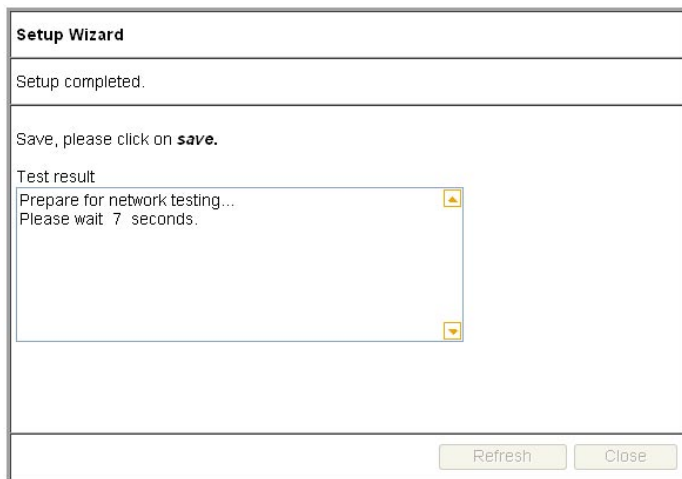 Setup Wizard
Setup completed.
Save, please click on save.
Test result
Prepare for network testing...
Please wait 7 seconds.
Refresh Close